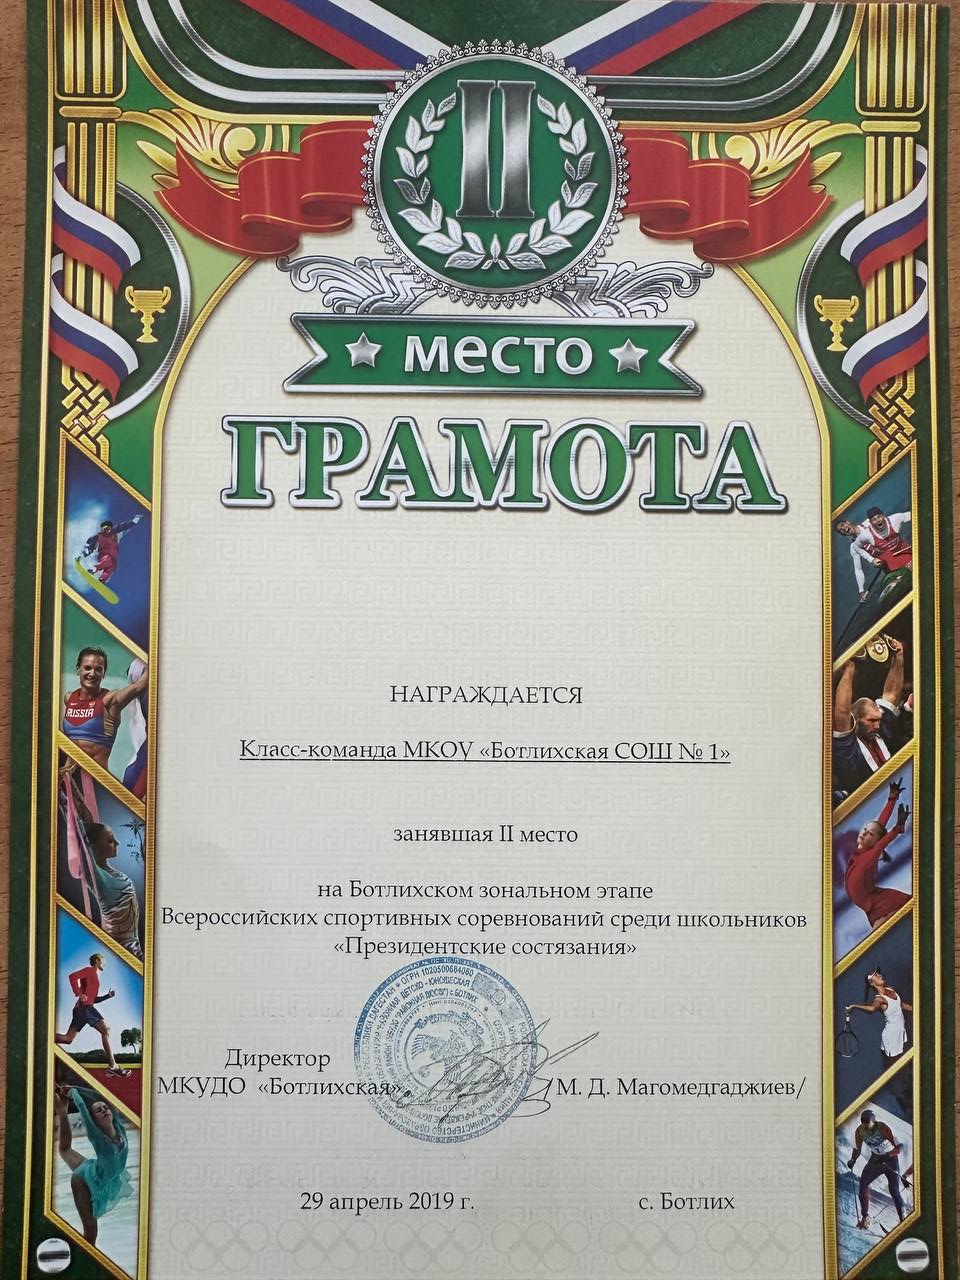 II
место
ГРАМОТА
НАГРАЖДАЕТСЯ
Класс-команда МКОУ «Ботлихская СОШ № 1»
занявшая II место
на Ботлихском зональном этапе
Всероссийских спортивных соревнований среди школьников
«Президентские состязания»
Директор
МКУДО «Ботлихская»
/М. Д. Магомедгаджиев/
29 апрель 2019 г.
с. Ботлих
RUSSIA